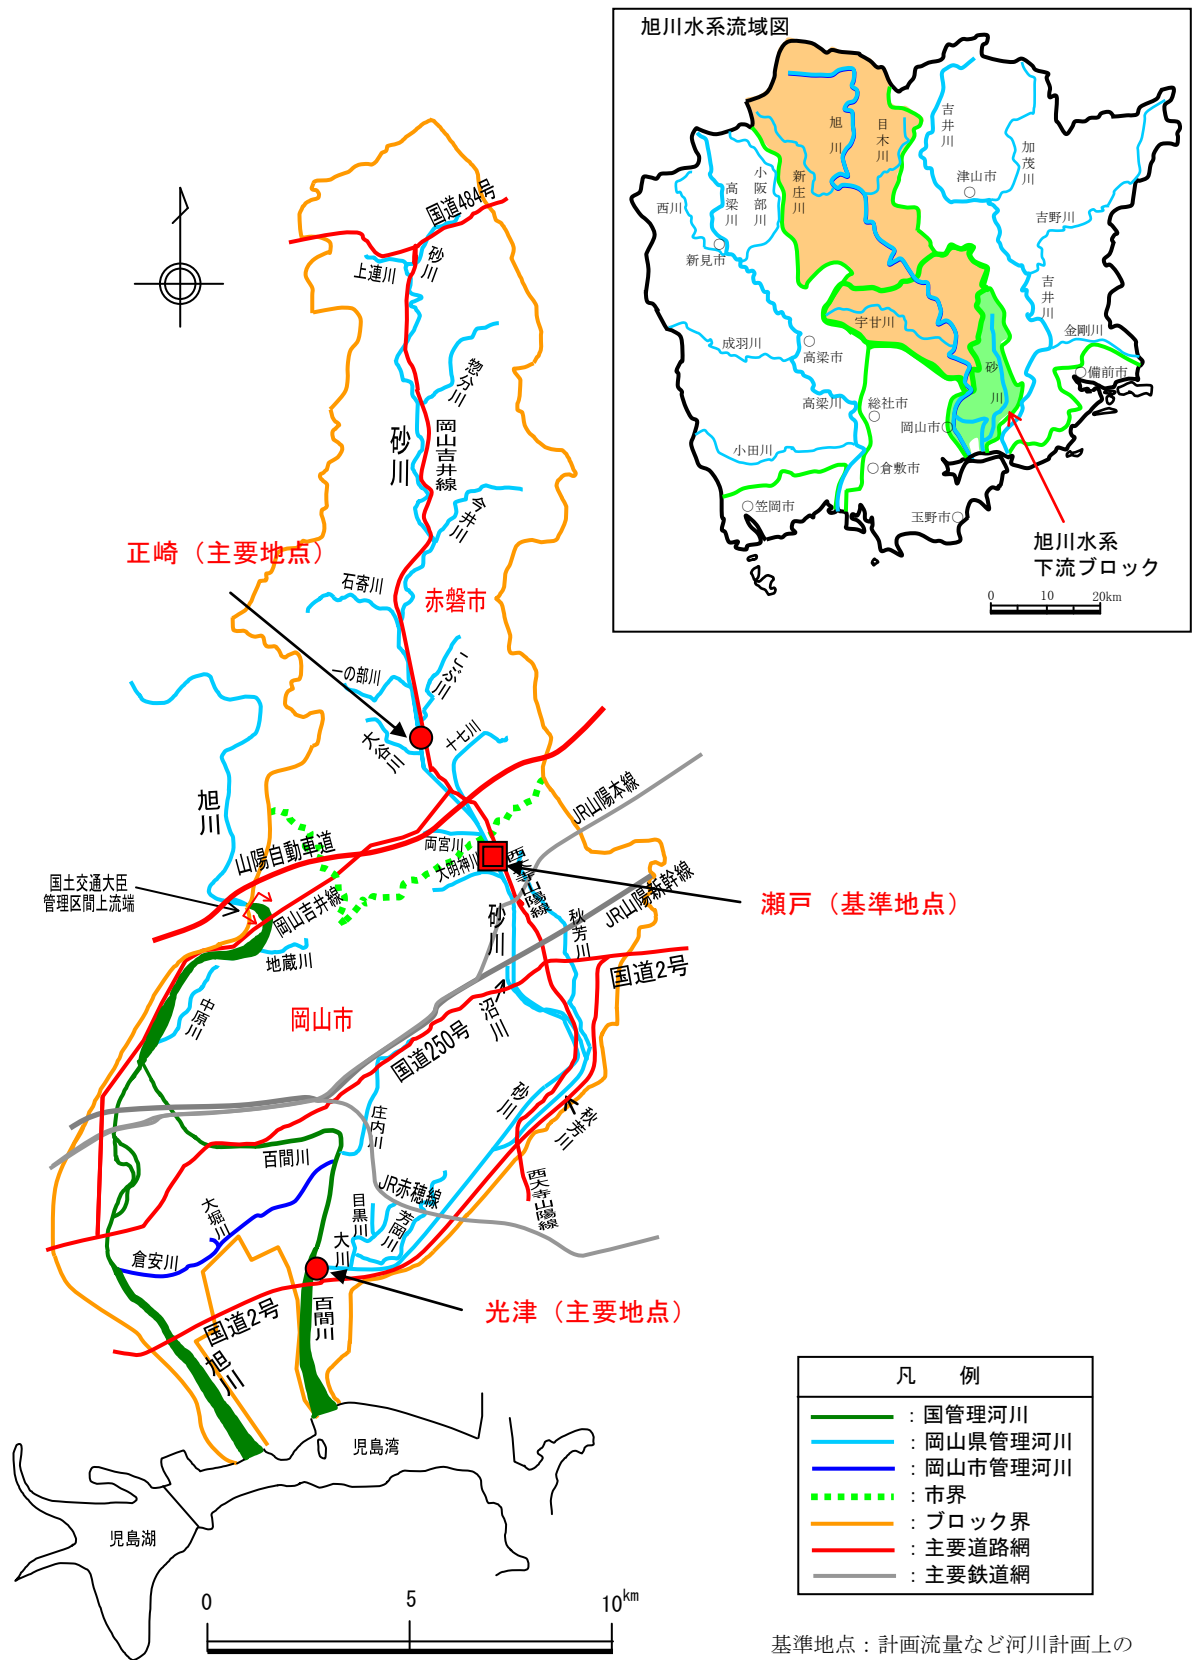 旭川水系流域図
旭川
目木川
吉井川
加茂川
津山市
小阪部川
新庄川
高梁川
西川
新見市
吉野川
吉井川
金剛川
宇甘川
成羽川
高梁市
砂川
備前市
高梁川
総社市
岡山市
小田川
倉敷市
笠岡市
玉野市
旭川水系
下流ブロック
0 10 20km
国道484号
砂川
上連川
惣分川
岡山吉井線
砂川
今井川
正崎（主要地点）
石寄川
赤磐市
一の部川
こぶ川
大谷川
十七川
旭川
JR山陽本線
山陽自動車道
両宮川
大明神川
西大寺山陽線
国土交通大臣
管理区間上流端
岡山吉井線
JR山陽新幹線
瀬戸（基準地点）
砂川
秋芳川
地蔵川
国道2号
中原川
岡山市
沼川
国道250号
砂川
庄内川
秋芳川
百間川
JR赤穂線
西大寺山陽線
大堀川
目黒川
芳岡川
大川
倉安川
光津（主要地点）
国道2号
百間川
旭川
児島湾
児島湖
凡　例
：国管理河川
：岡山県管理河川
：岡山市管理河川
：市界
：ブロック界
：主要道路網
：主要鉄道網
0 5 10km
基準地点：計画流量など河川計画上の